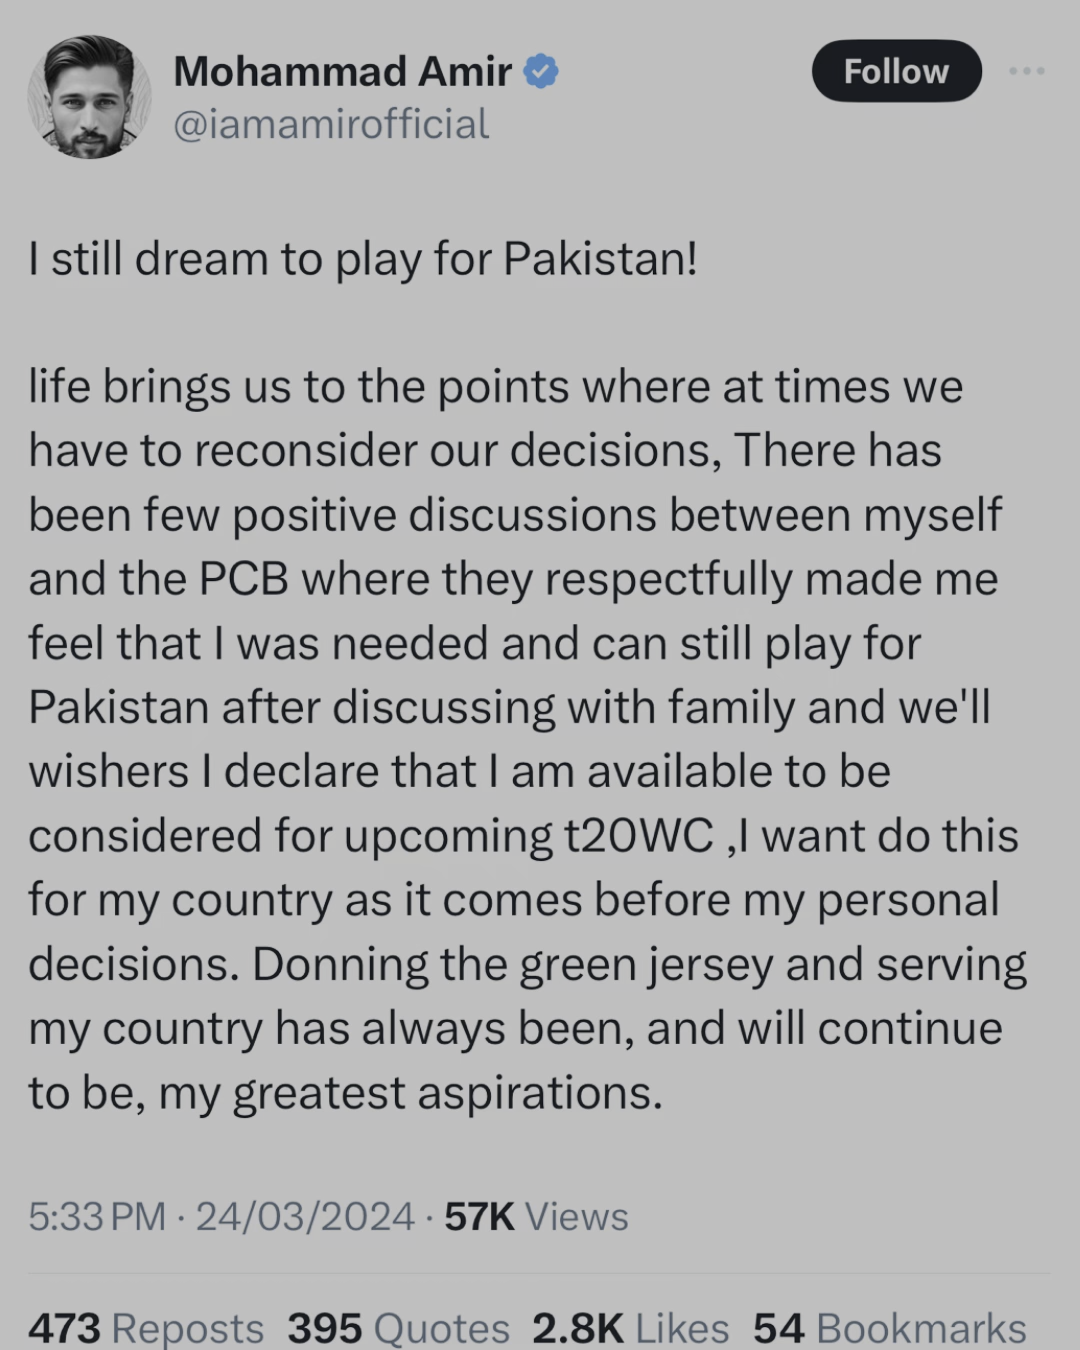 Mohammad Amir
Follow
@iamamirofficial
I still dream to play for Pakistan!
life brings us to the points where at times we
have to reconsider our decisions, There has
been few positive discussions between myself
and the PCB where they respectfully made me
feel that I was needed and can still play for
Pakistan after discussing with family and we'll
wishers I declare that I am available to be
considered for upcoming t20WC ,I want do this
for my country as it comes before my personal
decisions. Donning the green jersey and serving
my country has always been, and will continue
to be, my greatest aspirations.
5:33 PM · 24/03/2024 · 57K Views
473 Reposts 395 Quotes 2.8K Likes 54 Bookmarks